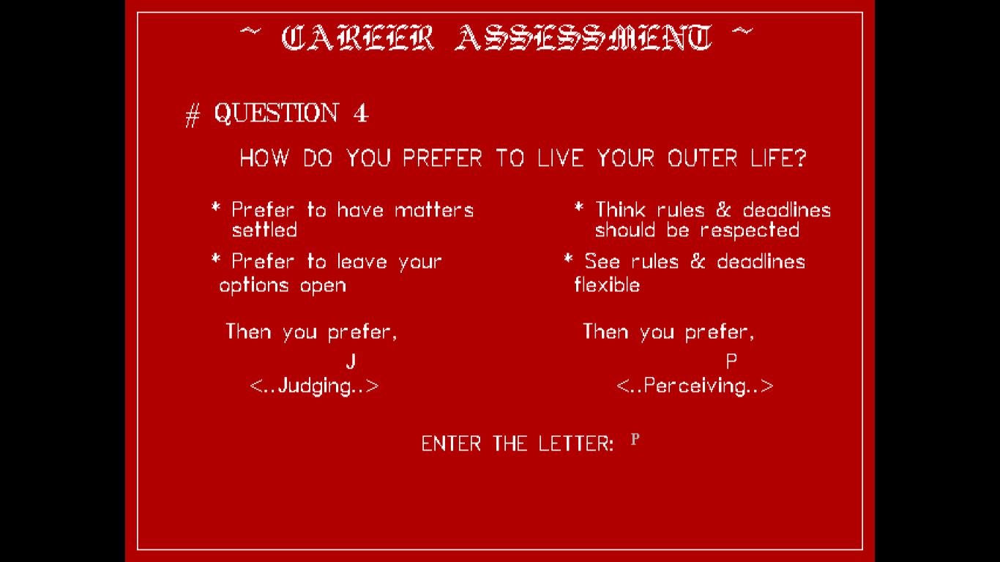 ~ CAREER ASSESSMENT ~
# QUESTION 4
HOW DO YOU PREFER TO LIVE YOUR OUTER LIFE?
* Prefer to have matters
settled
* Prefer to leave your
options open
Then you prefer,
J
<..Judging..>
* Think rules & deadlines
should be respected
* See rules & deadlines
flexible
Then you prefer,
P
<..Perceiving..>
ENTER THE LETTER: P